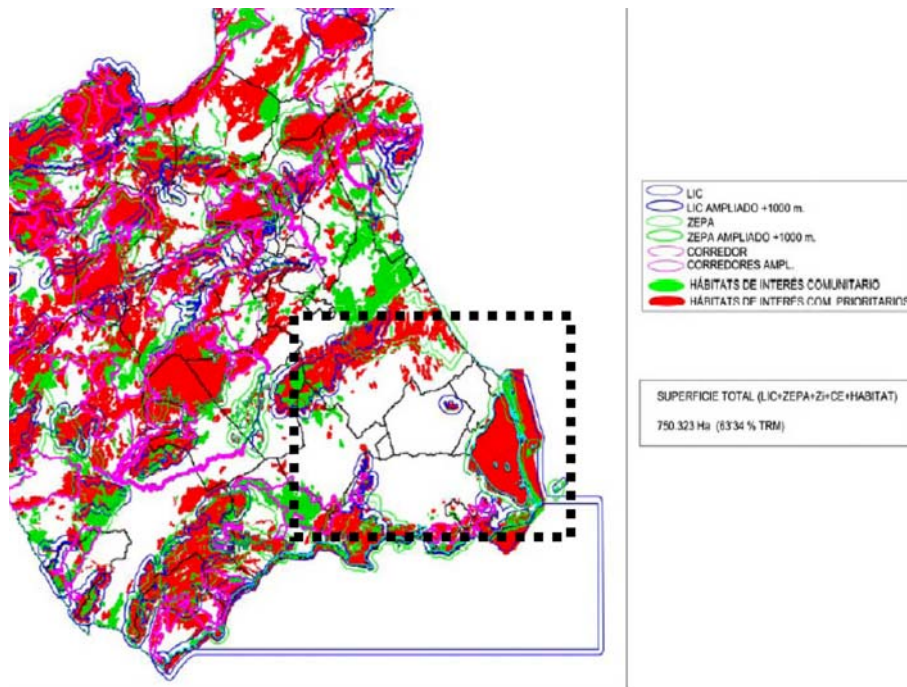 LIC
LIC AMPLIADO +1000 m.
ZEPA
ZEPA AMPLIADO +1000 m.
CORREDOR
CORREDORES AMPL.
HÁBITATS DE INTERÉS COMUNITARIO
HÁBITATS DE INTERÉS COM. PRIORITARIOS
SUPERFICIE TOTAL (LIC+ZEPA+Zi+CE+HABITAT)
750.323 Ha (63'34 % TRM)